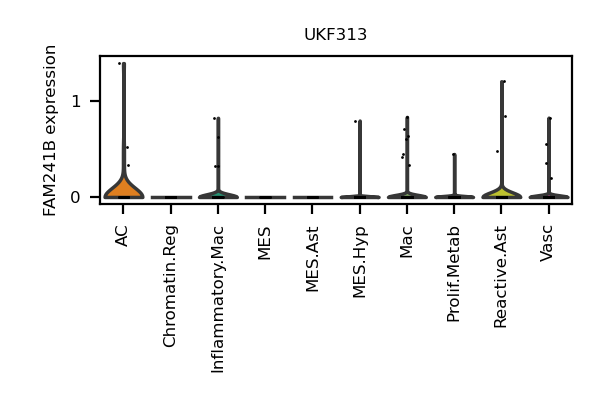 UKF313
FAM241B expression
1
0
AC
Chromatin.Reg
Inflammatory.Mac
MES
MES.Ast
MES.Hyp
Mac
Prolif.Metab
Reactive.Ast
Vasc